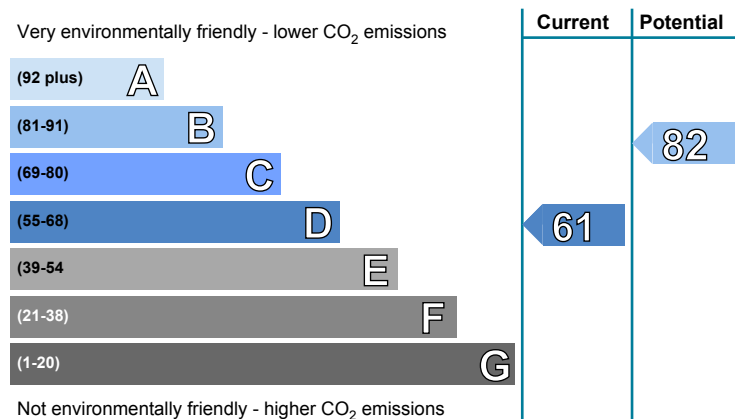 Current Potential
Very environmentally friendly - lower CO2 emissions
(92 plus) A
(81-91) B
82
(69-80) C
(55-68) D
61
(39-54 E
(21-38) F
(1-20) G
Not environmentally friendly - higher CO2 emissions